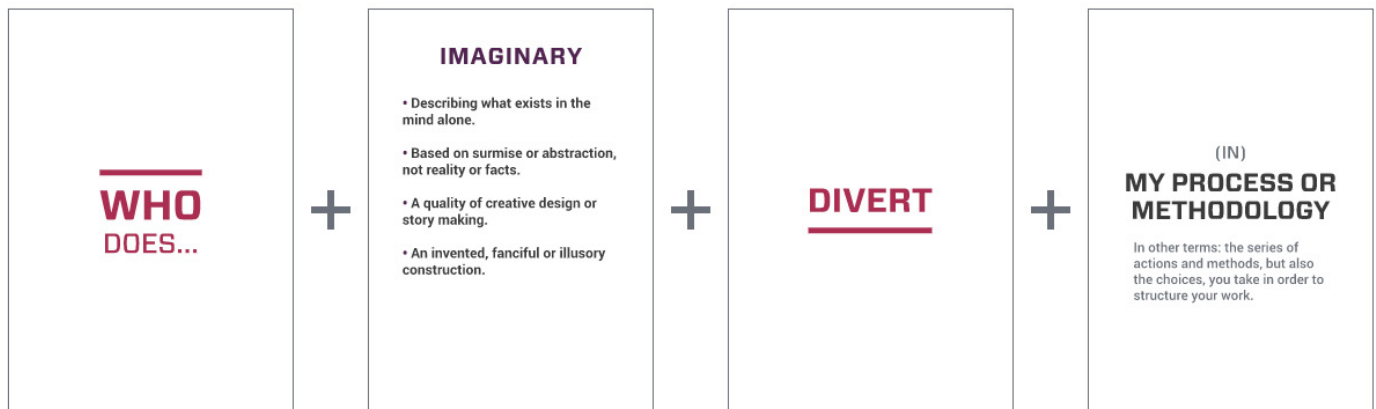 WHO
DOES...
+
IMAGINARY
• Describing what exists in the
mind alone.
• Based on surmise or abstraction,
not reality or facts.
• A quality of creative design or
story making.
• An invented, fanciful or illusory
construction.
+
DIVERT
+
(IN)
MY PROCESS OR
METHODOLOGY
In other terms: the series of
actions and methods, but also
the choices, you take in order to
structure your work.